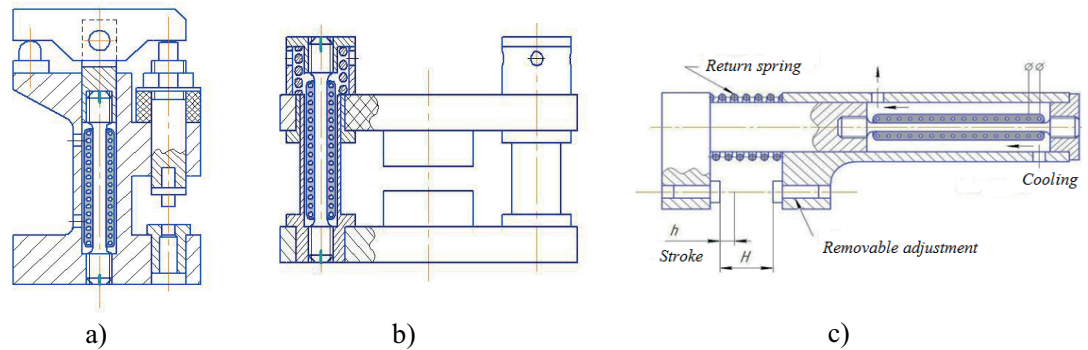 Return spring
Cooling
h
Stroke
H
Removable adjustment
a)
b)
c)